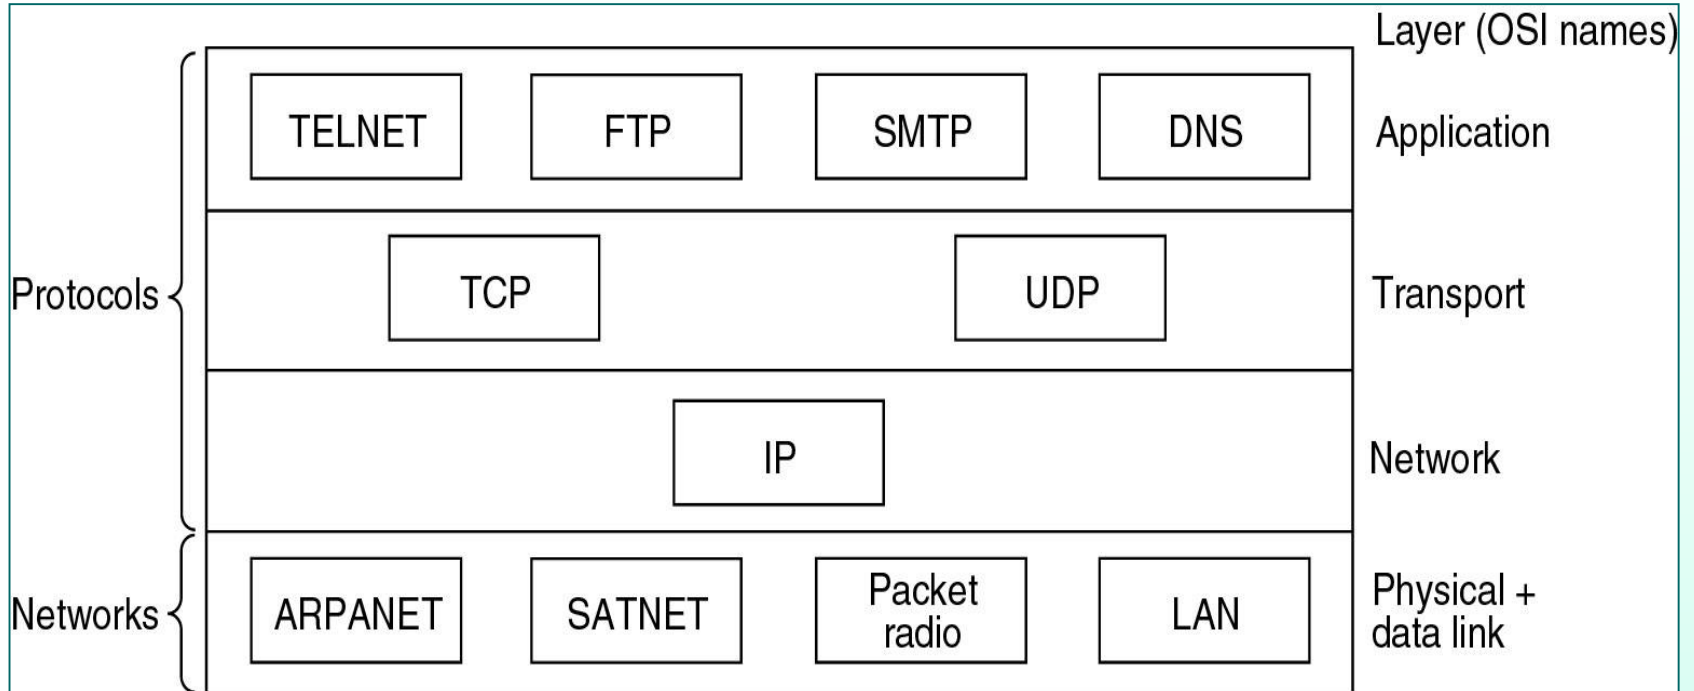 Layer (OSI names)
TELNET
FTP
SMTP
DNS
Application
Protocols
TCP
UDP
Transport
IP
Network
Networks
ARPANET
SATNET
Packet
radio
LAN
Physical +
data link